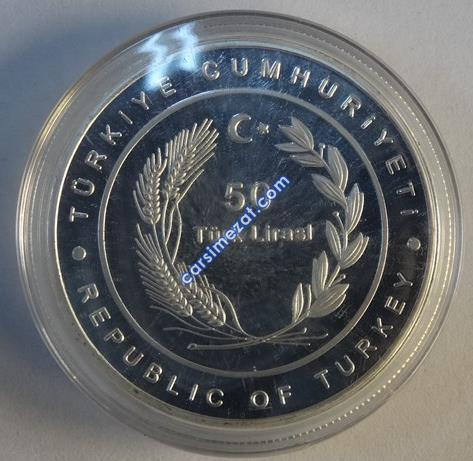 TÜRKİYE CUMHURİYETİ
50
Türk Lirası
carsimezat.com
REPUBLIC OF TURKEY